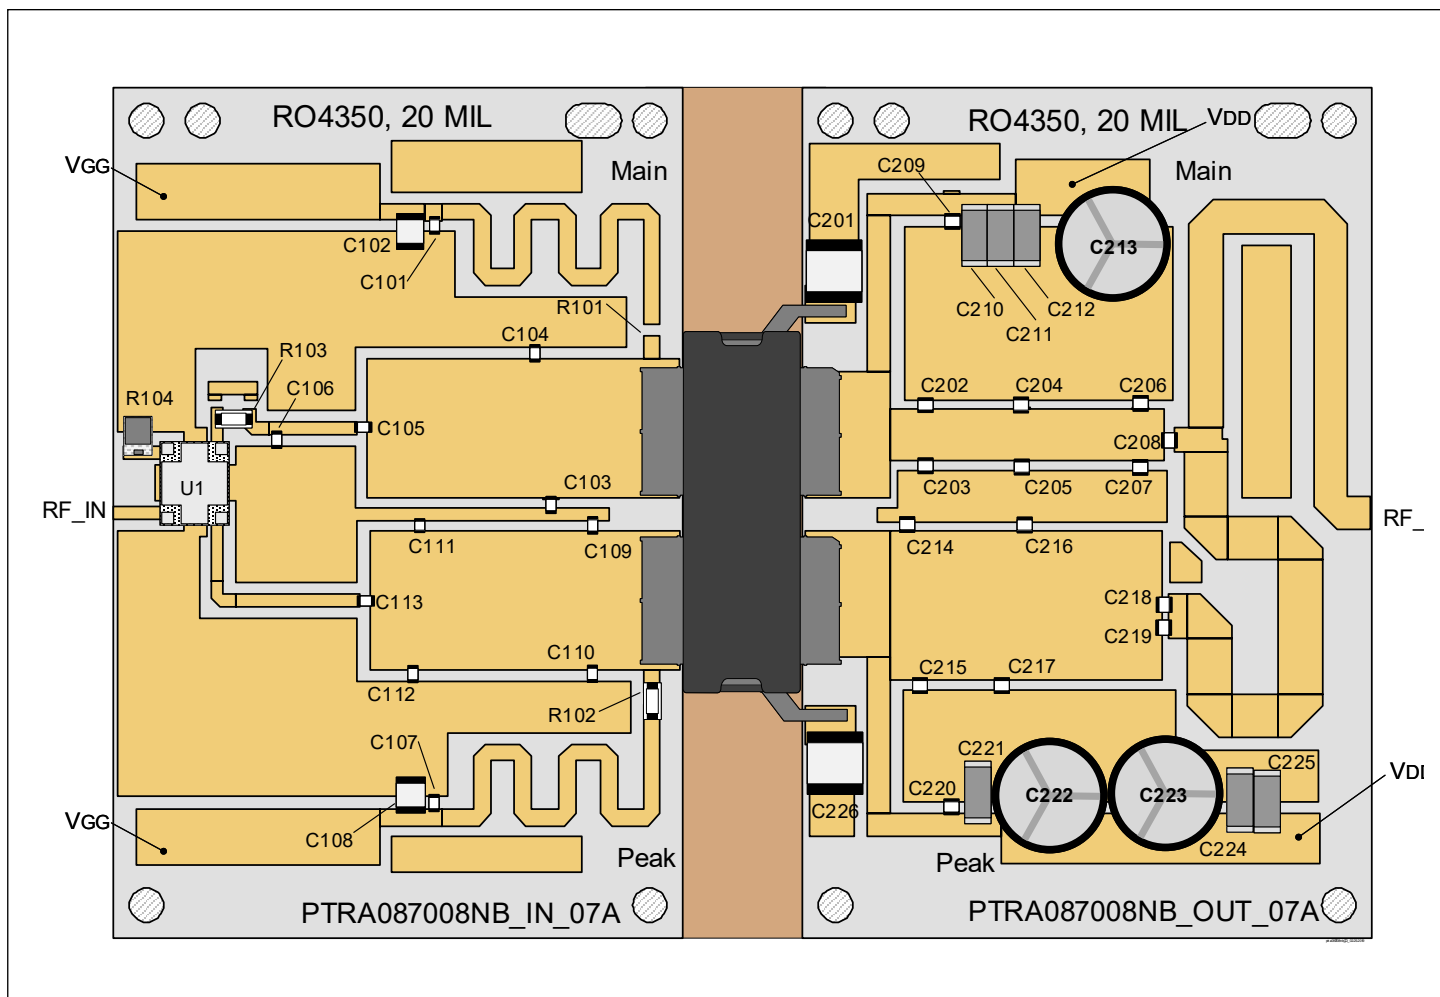 RO4350, 20 MIL
RO4350, 20 MIL
VDD
VGG
Main
C209
Main
C201
C102
C213
C101
C210
C212
R101
C211
C104
R103
C106
R104
C202
C204
C206
C105
C208
U1
C103
C203
C205
C207
RF_IN
RF_
C111
C109
C214
C216
C113
C218
C219
C110
C215
C217
C112
R102
C107
C221
C225
VDD
C220
C222
C223
VGG
C108
C226
C224
Peak
Peak
PTRA087008NB_IN_07A
PTRA087008NB_OUT_07A